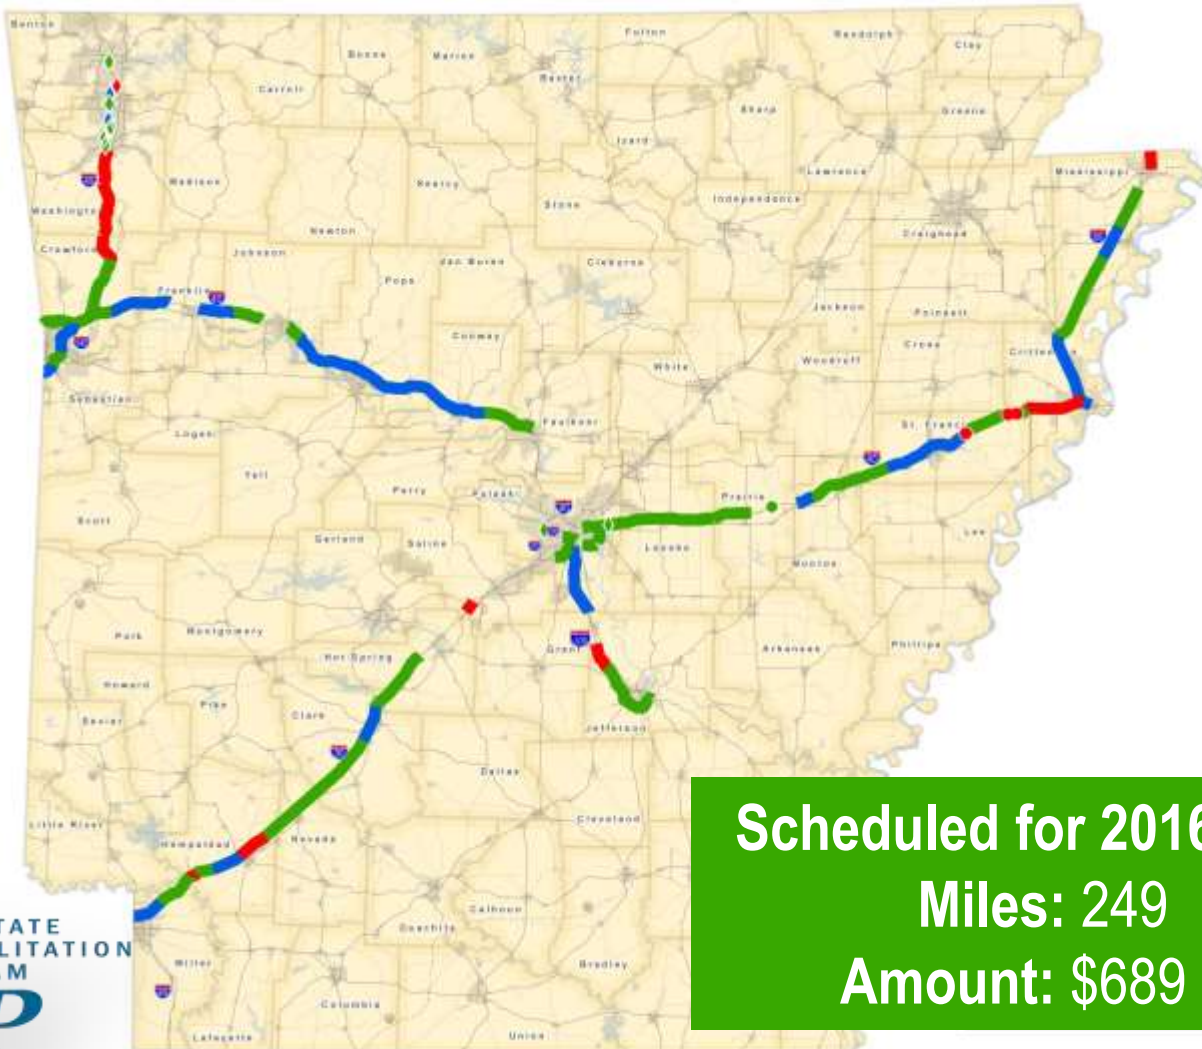 Benton
Boone
Marion
Fulton
Randolph
Clay
Carroll
Baxter
Sharp
Greene
Izard
Lawrence
Mississippi
Madison
Searcy
Stone
Independence
Washington
Newton
Craighead
Crawford
Johnson
Van Buren
Cleburne
Franklin
Pope
Jackson
Poinsett
Conway
Cross
Crittenden
White
Woodruff
Sebastian
Faulkner
St. Francis
Logan
Yell
Perry
Pulaski
Prairie
Scott
Garland
Saline
Lonoke
Lee
Monroe
Polk
Montgomery
Hot Spring
Grant
Arkansas
Phillips
Howard
Pike
Sevier
Clark
Jefferson
Dallas
Little River
Hempstead
Nevada
Cleveland
Calhoun
Ouachita
Miller
Bradley
Columbia
Lafayette
Union
TATE
LITATION
M
Scheduled for 2016
Miles: 249
Amount: $689